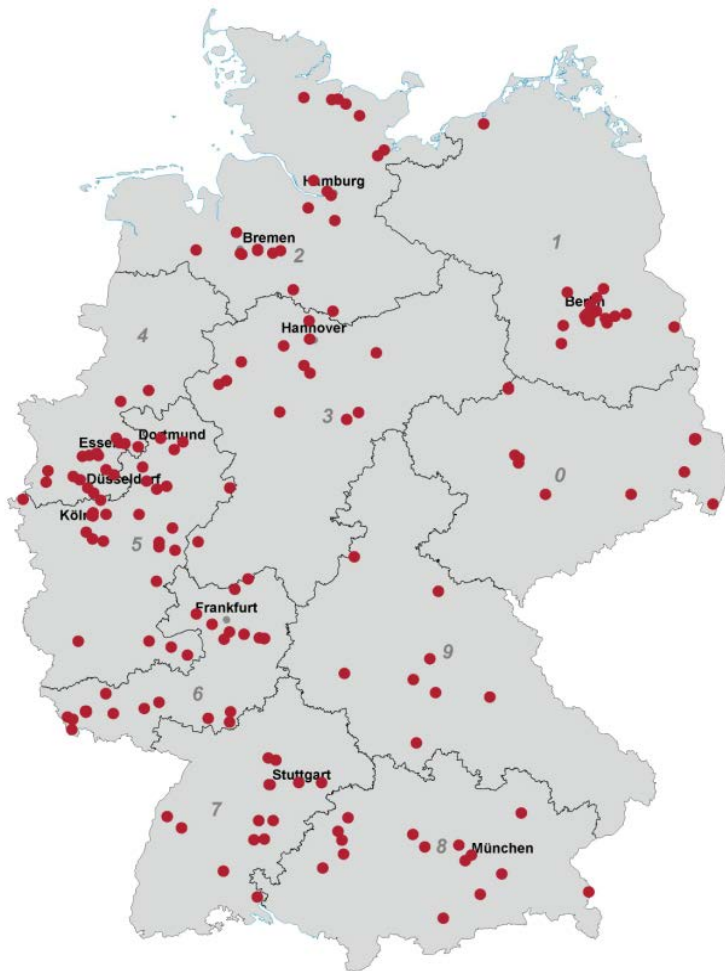 Hamburg
Bremen
2
1
Berlin
Hannover
4
3
Dortmund
Essen
0
Düsseldorf
Köln
5
Frankfurt
9
6
Stuttgart
7
8
München